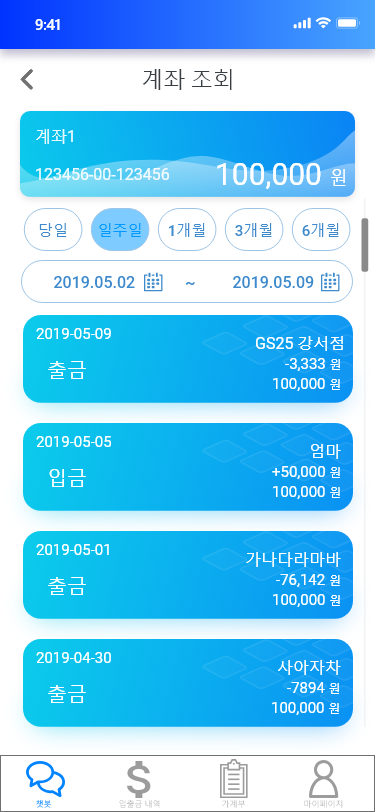 9:41
계좌 조회
계좌1
123456-00-123456 100,000 원
당일 일주일 1개월 3개월 6개월
2019.05.02 ~ 2019.05.09
2019-05-09
GS25 강서점
출금
-3,333 원
100,000 원
2019-05-05
엄마
입금
+50,000 원
100,000 원
2019-05-01
가나다라마바
출금
-76,142 원
100,000 원
2019-04-30
사아자차
출금
-7894 원
100,000 원
챗봇 입출금 내역 가계부 마이페이지